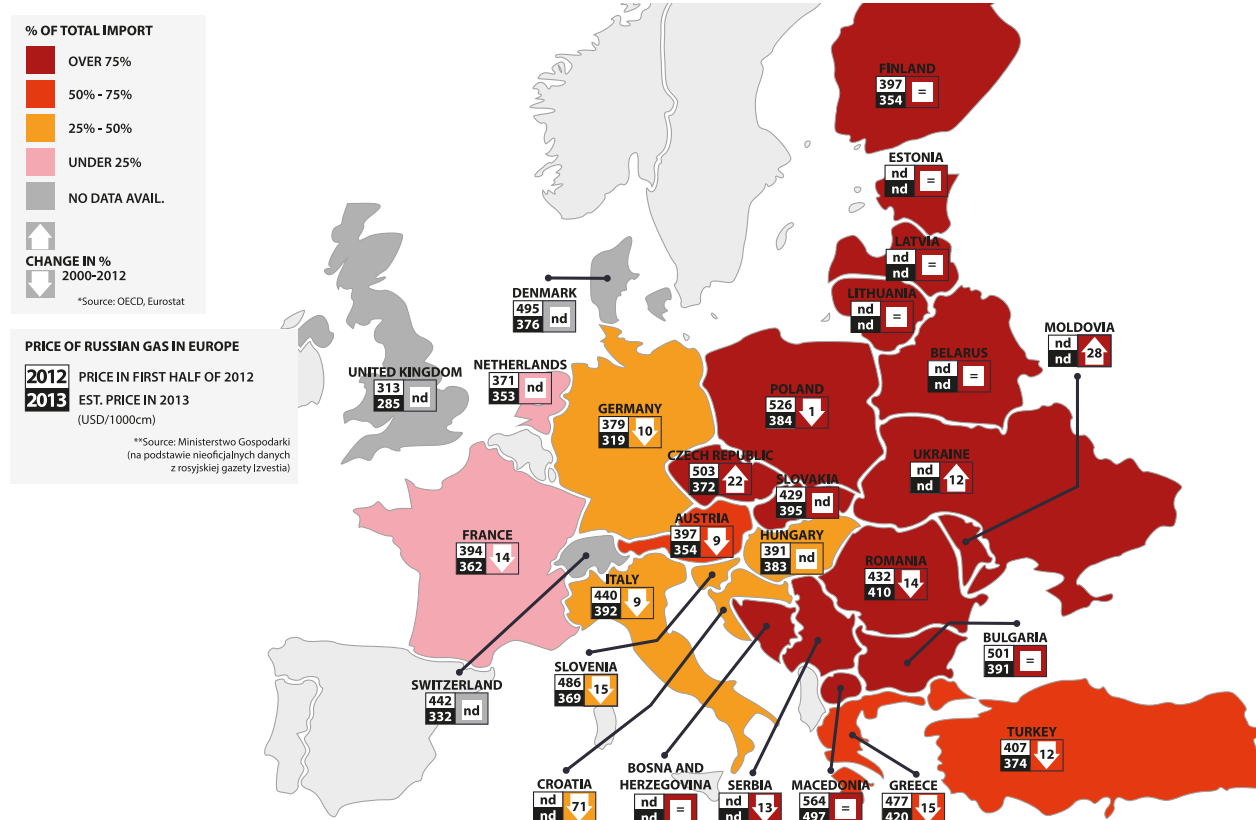 % OF TOTAL IMPORT
OVER 75%
50% - 75%
25% - 50%
UNDER 25%
NO DATA AVAIL.
CHANGE IN %
2000-2012
*Source: OECD, Eurostat
PRICE OF RUSSIAN GAS IN EUROPE
2012 PRICE IN FIRST HALF OF 2012
2013 EST. PRICE IN 2013
(USD/1000cm)
**Source: Ministerstwo Gospodarki
(na podstawie nieoficjalnych danych
z rosyjskiej gazety Izvestia)
FINLAND
397
354 =
ESTONIA
nd
nd =
LATVIA
nd
nd =
LITHUANIA
nd
nd =
BELARUS
nd
nd =
MOLDOVIA
nd
nd 28
DENMARK
495
376 nd
UNITED KINGDOM
313
285 nd
NETHERLANDS
371
353 nd
GERMANY
379
319 10
POLAND
526
384 1
CZECH REPUBLIC
503
372 22
SLOVAKIA
429
395 nd
UKRAINE
nd
nd 12
FRANCE
394
362 14
AUSTRIA
397
354 9
HUNGARY
391
383 nd
ROMANIA
432
410 14
ITALY
440
392 9
BULGARIA
501
391 =
SLOVENIA
486
369 15
SWITZERLAND
442
332 nd
TURKEY
407
374 12
CROATIA
nd
nd 71
BOSNA AND
HERZEGOVINA
nd
nd =
SERBIA
nd
nd 13
MACEDONIA
564
497 =
GREECE
477
420 15